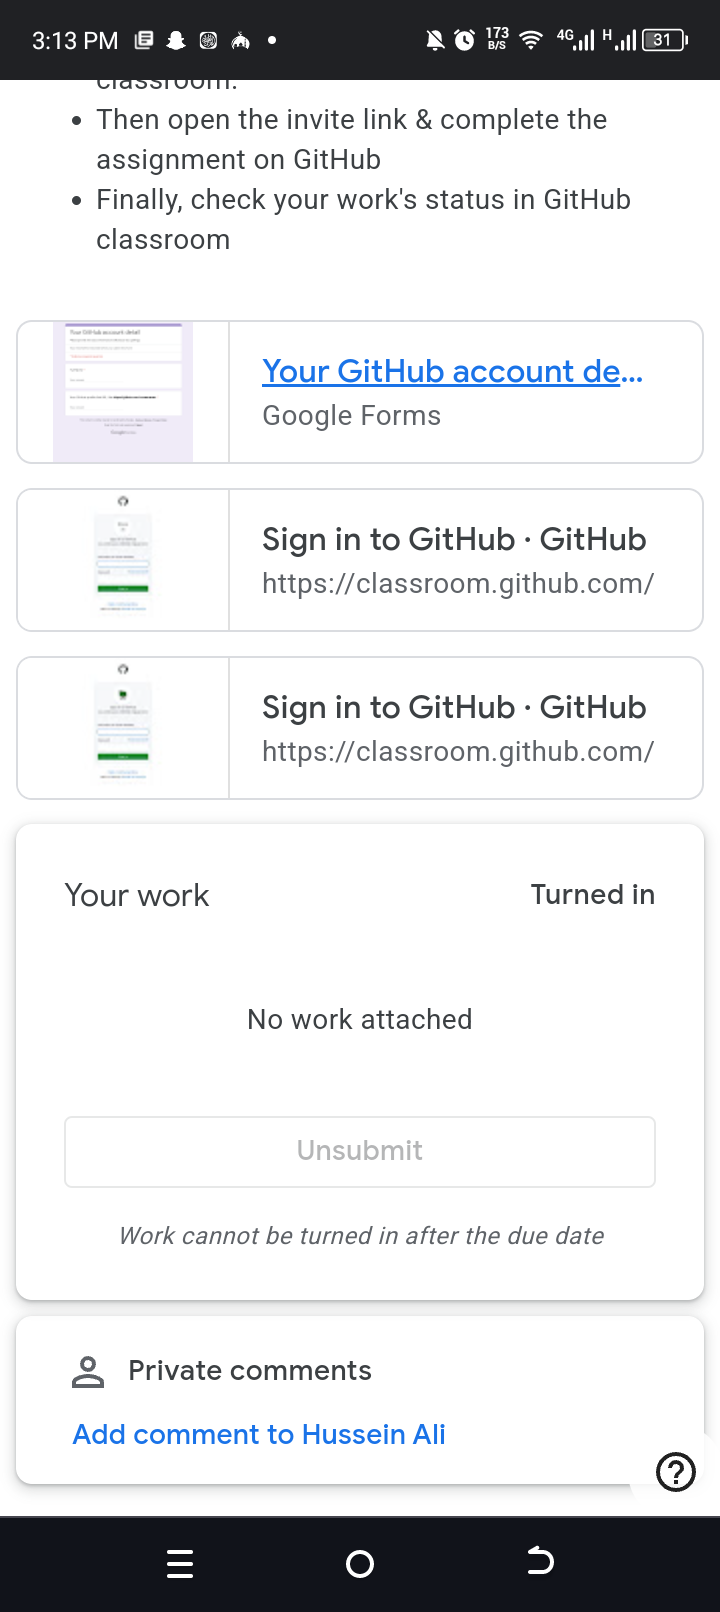 3:13 PM
173
B/S
4G
H
31
classroom.
• Then open the invite link & complete the
assignment on GitHub
• Finally, check your work's status in GitHub
classroom
Your GitHub account de...
Google Forms
Sign in to GitHub · GitHub
https://classroom.github.com/
Sign in to GitHub · GitHub
https://classroom.github.com/
Your work
Turned in
No work attached
Unsubmit
Work cannot be turned in after the due date
Private comments
Add comment to Hussein Ali